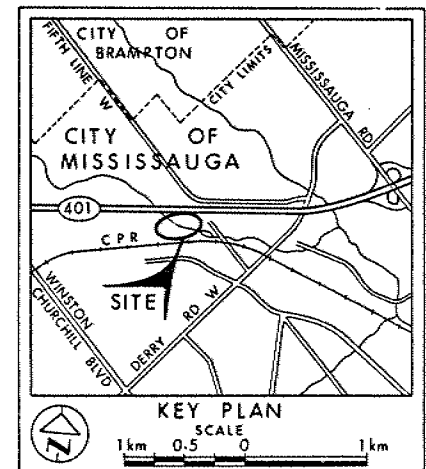 CITY OF
BRAMPTON
FIFTH LINE W
CITY LIMITS
MISSISSAUGA RD
CITY OF
MISSISSAUGA
401
CPR
SITE
WINSTON
CHURCHILL BLVD
DERRY RD W
KEY PLAN
SCALE
N
1km 0.5 0 1km